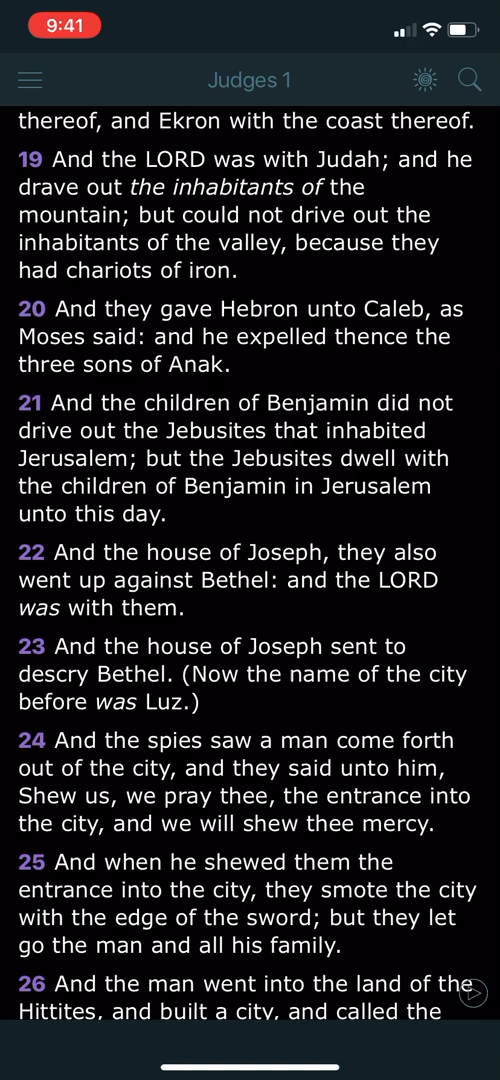 9:41
Judges 1
thereof, and Ekron with the coast thereof.
19 And the LORD was with Judah; and he
drave out the inhabitants of the
mountain; but could not drive out the
inhabitants of the valley, because they
had chariots of iron.
20 And they gave Hebron unto Caleb, as
Moses said: and he expelled thence the
three sons of Anak.
21 And the children of Benjamin did not
drive out the Jebusites that inhabited
Jerusalem; but the Jebusites dwell with
the children of Benjamin in Jerusalem
unto this day.
22 And the house of Joseph, they also
went up against Bethel: and the LORD
was with them.
23 And the house of Joseph sent to
descry Bethel. (Now the name of the city
before was Luz.)
24 And the spies saw a man come forth
out of the city, and they said unto him,
Shew us, we pray thee, the entrance into
the city, and we will shew thee mercy.
25 And when he shewed them the
entrance into the city, they smote the city
with the edge of the sword; but they let
go the man and all his family.
26 And the man went into the land of the
Hittites, and built a city, and called the